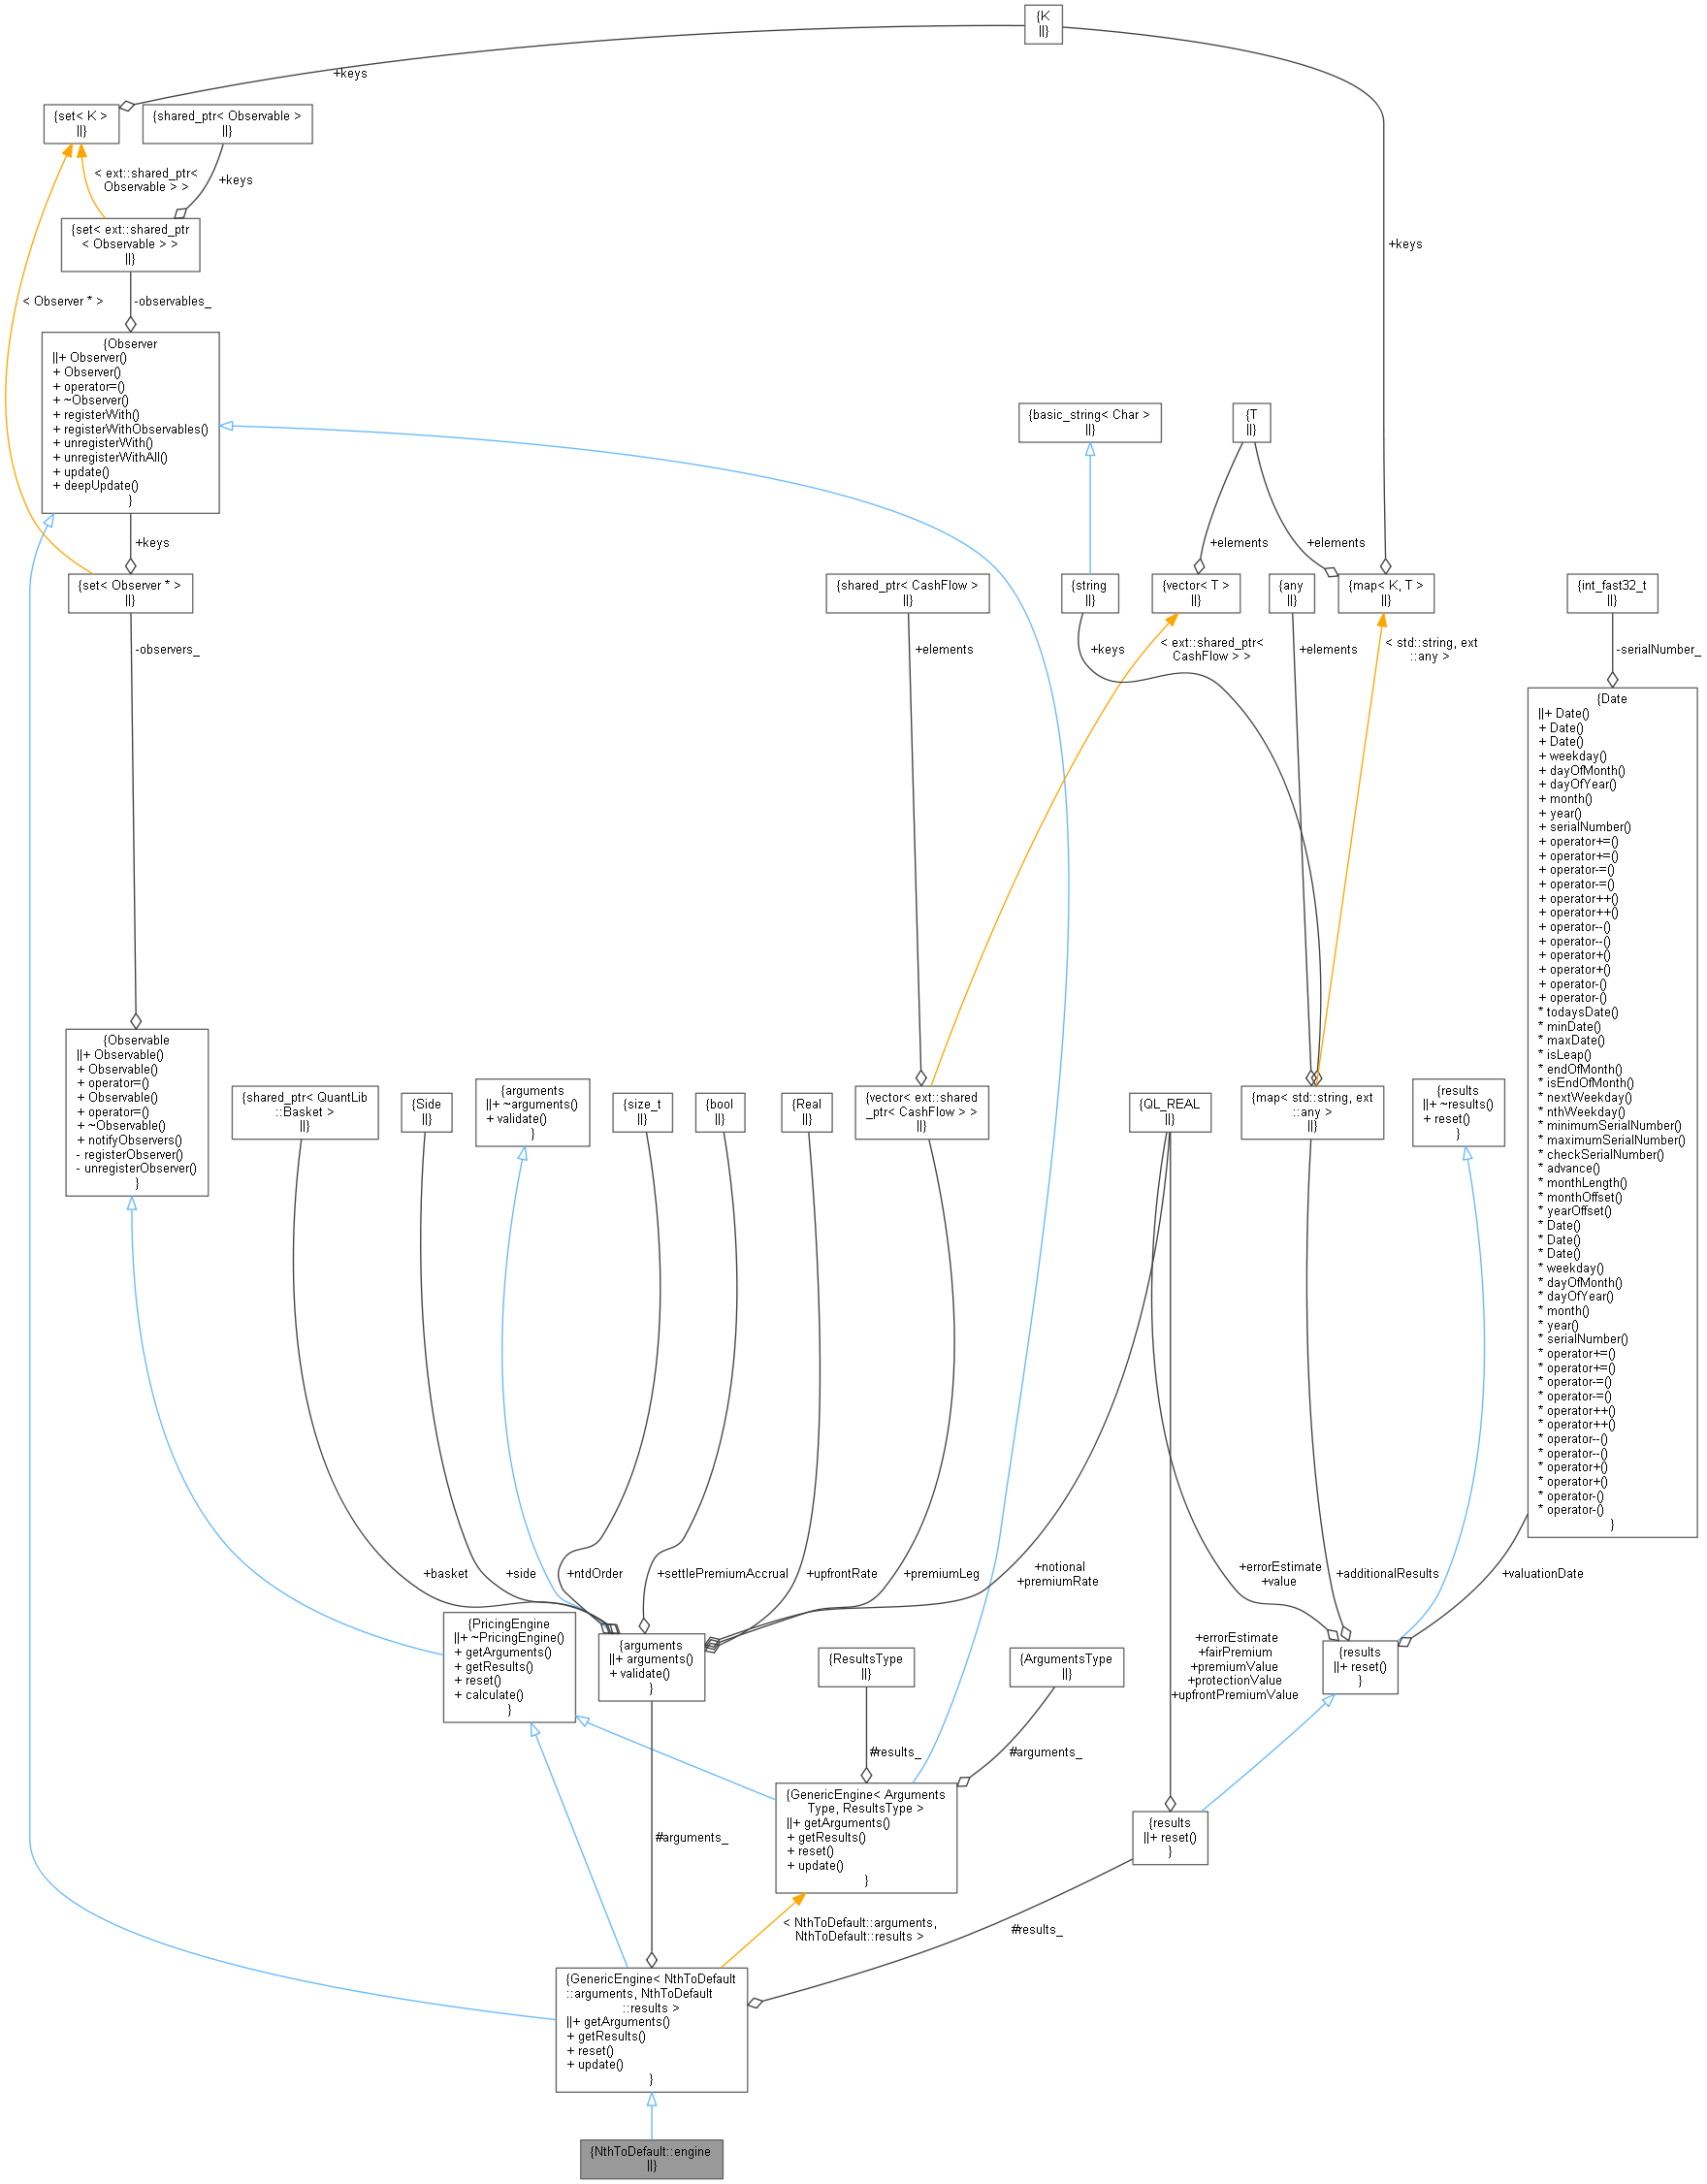 {K
||}
+keys
{set< K >
||}
{shared_ptr< Observable >
||}
< ext::shared_ptr<
Observable > >
+keys
{set< ext::shared_ptr
< Observable > >
||}
+keys
< Observer * >
-observables_
{Observer
||+ Observer()
+ Observer()
+ operator=()
+ ~Observer()
+ registerWith()
+ registerWithObservables()
+ unregisterWith()
+ unregisterWithAll()
+ update()
+ deepUpdate()
}
{basic_string< Char >
||}
{T
||}
+keys
+elements
+elements
{set< Observer * >
||}
{shared_ptr< CashFlow >
||}
{string
||}
{vector< T >
||}
{any
||}
{map< K, T >
||}
{int_fast32_t
||}
-observers_
+elements
+keys
< ext::shared_ptr<
CashFlow > >
+elements
< std::string, ext
::any >
-serialNumber_
{Date
||+ Date()
+ Date()
+ Date()
+ weekday()
+ dayOfMonth()
+ dayOfYear()
+ month()
+ year()
+ serialNumber()
+ operator+=()
+ operator+=()
+ operator-=()
+ operator-=()
+ operator++()
+ operator++()
+ operator--()
+ operator--()
+ operator+()
+ operator+()
+ operator-()
+ operator-()
* todaysDate()
* minDate()
* maxDate()
* isLeap()
* endOfMonth()
* isEndOfMonth()
* nextWeekday()
* nthWeekday()
* minimumSerialNumber()
* maximumSerialNumber()
* checkSerialNumber()
* advance()
* monthLength()
* monthOffset()
* yearOffset()
* Date()
* Date()
* Date()
* weekday()
* dayOfMonth()
* dayOfYear()
* month()
* year()
* serialNumber()
* operator+=()
* operator+=()
* operator-=()
* operator-=()
* operator++()
* operator++()
* operator--()
* operator--()
* operator+()
* operator+()
* operator-()
* operator-()
}
{Observable
||+ Observable()
+ Observable()
+ operator=()
+ Observable()
+ operator=()
+ ~Observable()
+ notifyObservers()
- registerObserver()
- unregisterObserver()
}
{shared_ptr< QuantLib
::Basket >
||}
{Side
||}
{arguments
||+ ~arguments()
+ validate()
}
{size_t
||}
{bool
||}
{Real
||}
{vector< ext::shared
_ptr< CashFlow > >
||}
{QL_REAL
||}
{map< std::string, ext
::any >
||}
{results
||+ ~results()
+ reset()
}
+basket
+side
+ntdOrder
+settlePremiumAccrual
+upfrontRate
+premiumLeg
+notional
+premiumRate
+errorEstimate
+value
+additionalResults
+valuationDate
{PricingEngine
||+ ~PricingEngine()
+ getArguments()
+ getResults()
+ reset()
+ calculate()
}
{arguments
||+ arguments()
+ validate()
}
{ResultsType
||}
{ArgumentsType
||}
+errorEstimate
+fairPremium
+premiumValue
+protectionValue
+upfrontPremiumValue
{results
||+ reset()
}
#results_
#arguments_
{GenericEngine< Arguments
Type, ResultsType >
||+ getArguments()
+ getResults()
+ reset()
+ update()
}
{results
||+ reset()
}
#arguments_
< NthToDefault::arguments,
NthToDefault::results >
#results_
{GenericEngine< NthToDefault
::arguments, NthToDefault
::results >
||+ getArguments()
+ getResults()
+ reset()
+ update()
}
{NthToDefault::engine
||}